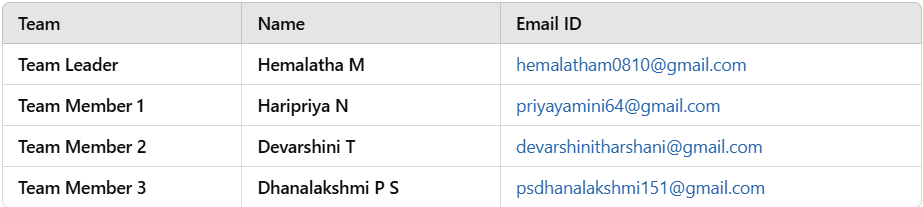 Team Name Email ID
Team Leader Hemalatha M hemalatham0810@gmail.com
Team Member 1 Haripriya N priyayamini64@gmail.com
Team Member 2 Devarshini T devarshinitharshani@gmail.com
Team Member 3 Dhanalakshmi P S psdhanalakshmi151@gmail.com